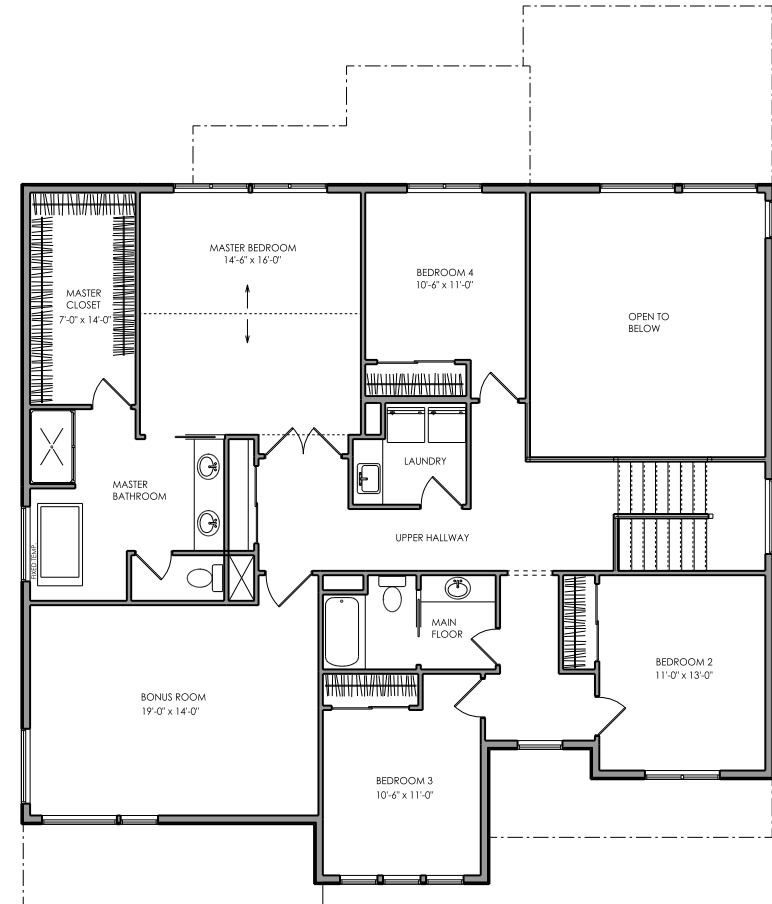 MASTER BEDROOM
14'-6" x 16'-0"
BEDROOM 4
10'-6" x 11'-0"
MASTER
CLOSET
7'-0" x 14'-0"
OPEN TO
BELOW
LAUNDRY
MASTER
BATHROOM
UPPER HALLWAY
FIXED TEMP.
MAIN
FLOOR
BEDROOM 2
11'-0" x 13'-0"
BONUS ROOM
19'-0" x 14'-0"
BEDROOM 3
10'-6" x 11'-0"